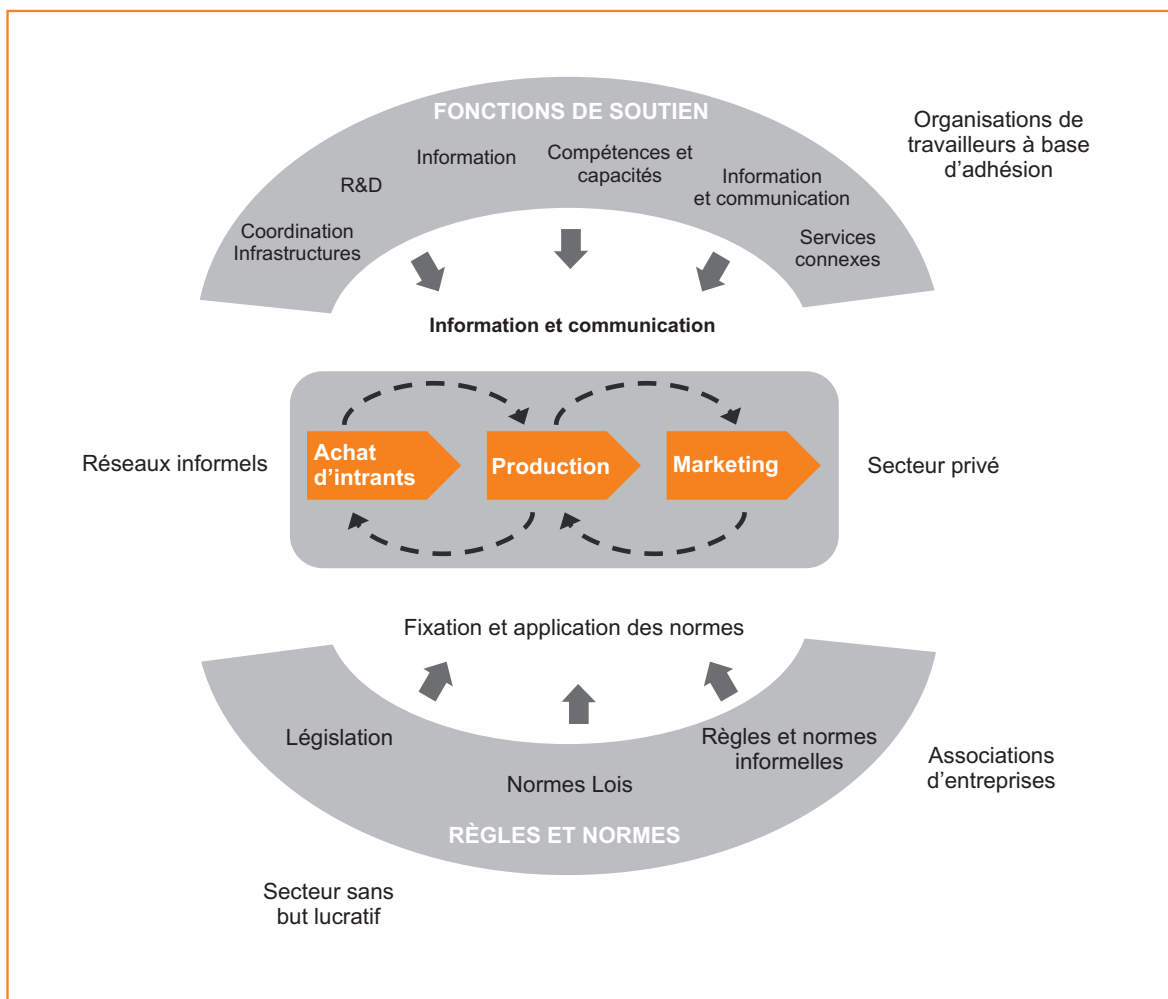 FONCTIONS DE SOUTIEN
Organisations de
travailleurs à base
d'adhésion
Information
Compétences et
capacités
R&D
Information
et communication
Coordination
Infrastructures
Services
connexes
Information et communication
Réseaux informels
Achat
d'intrants
Production
Marketing
Secteur privé
Fixation et application des normes
Législation
Normes Lois
Règles et normes
informelles
RÈGLES ET NORMES
Associations
d'entreprises
Secteur sans
but lucratif